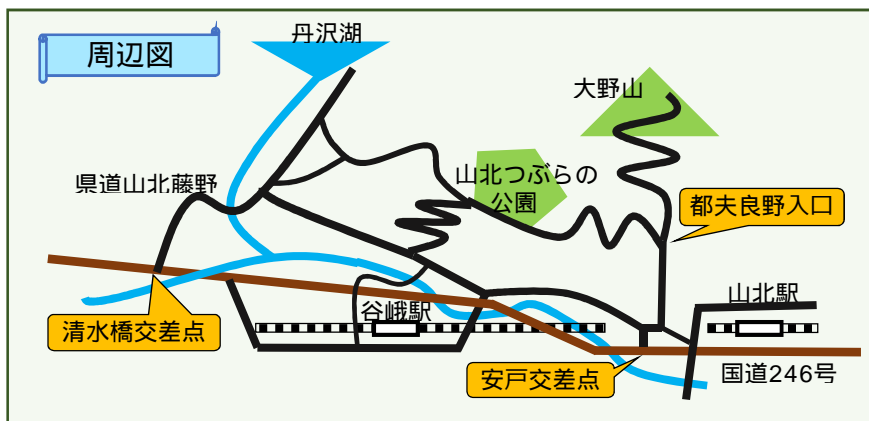 周辺図
丹沢湖
大野山
県道山北藤野
山北つぶらの
公園
都夫良野入口
山北駅
谷峨駅
清水橋交差点
安戸交差点
国道246号